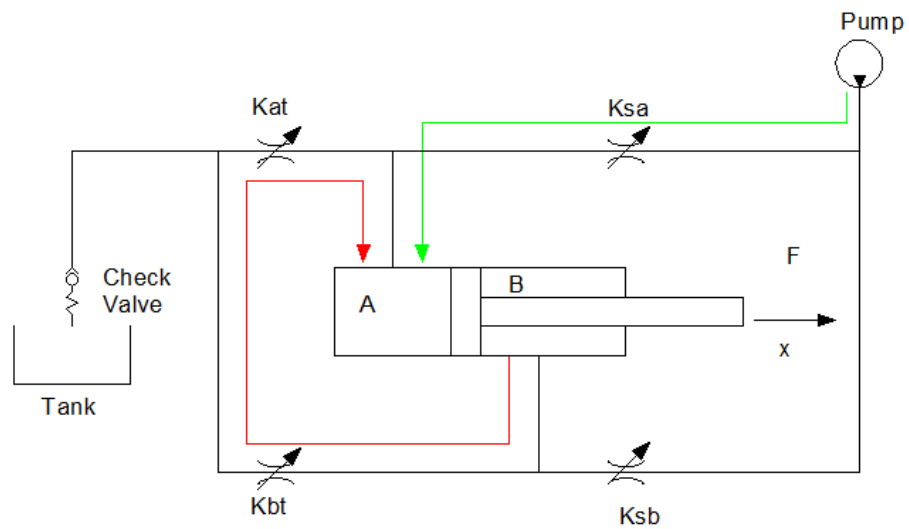 Pump
Kat
Ksa
Check
Valve
F
A
B
x
Tank
Kbt
Ksb